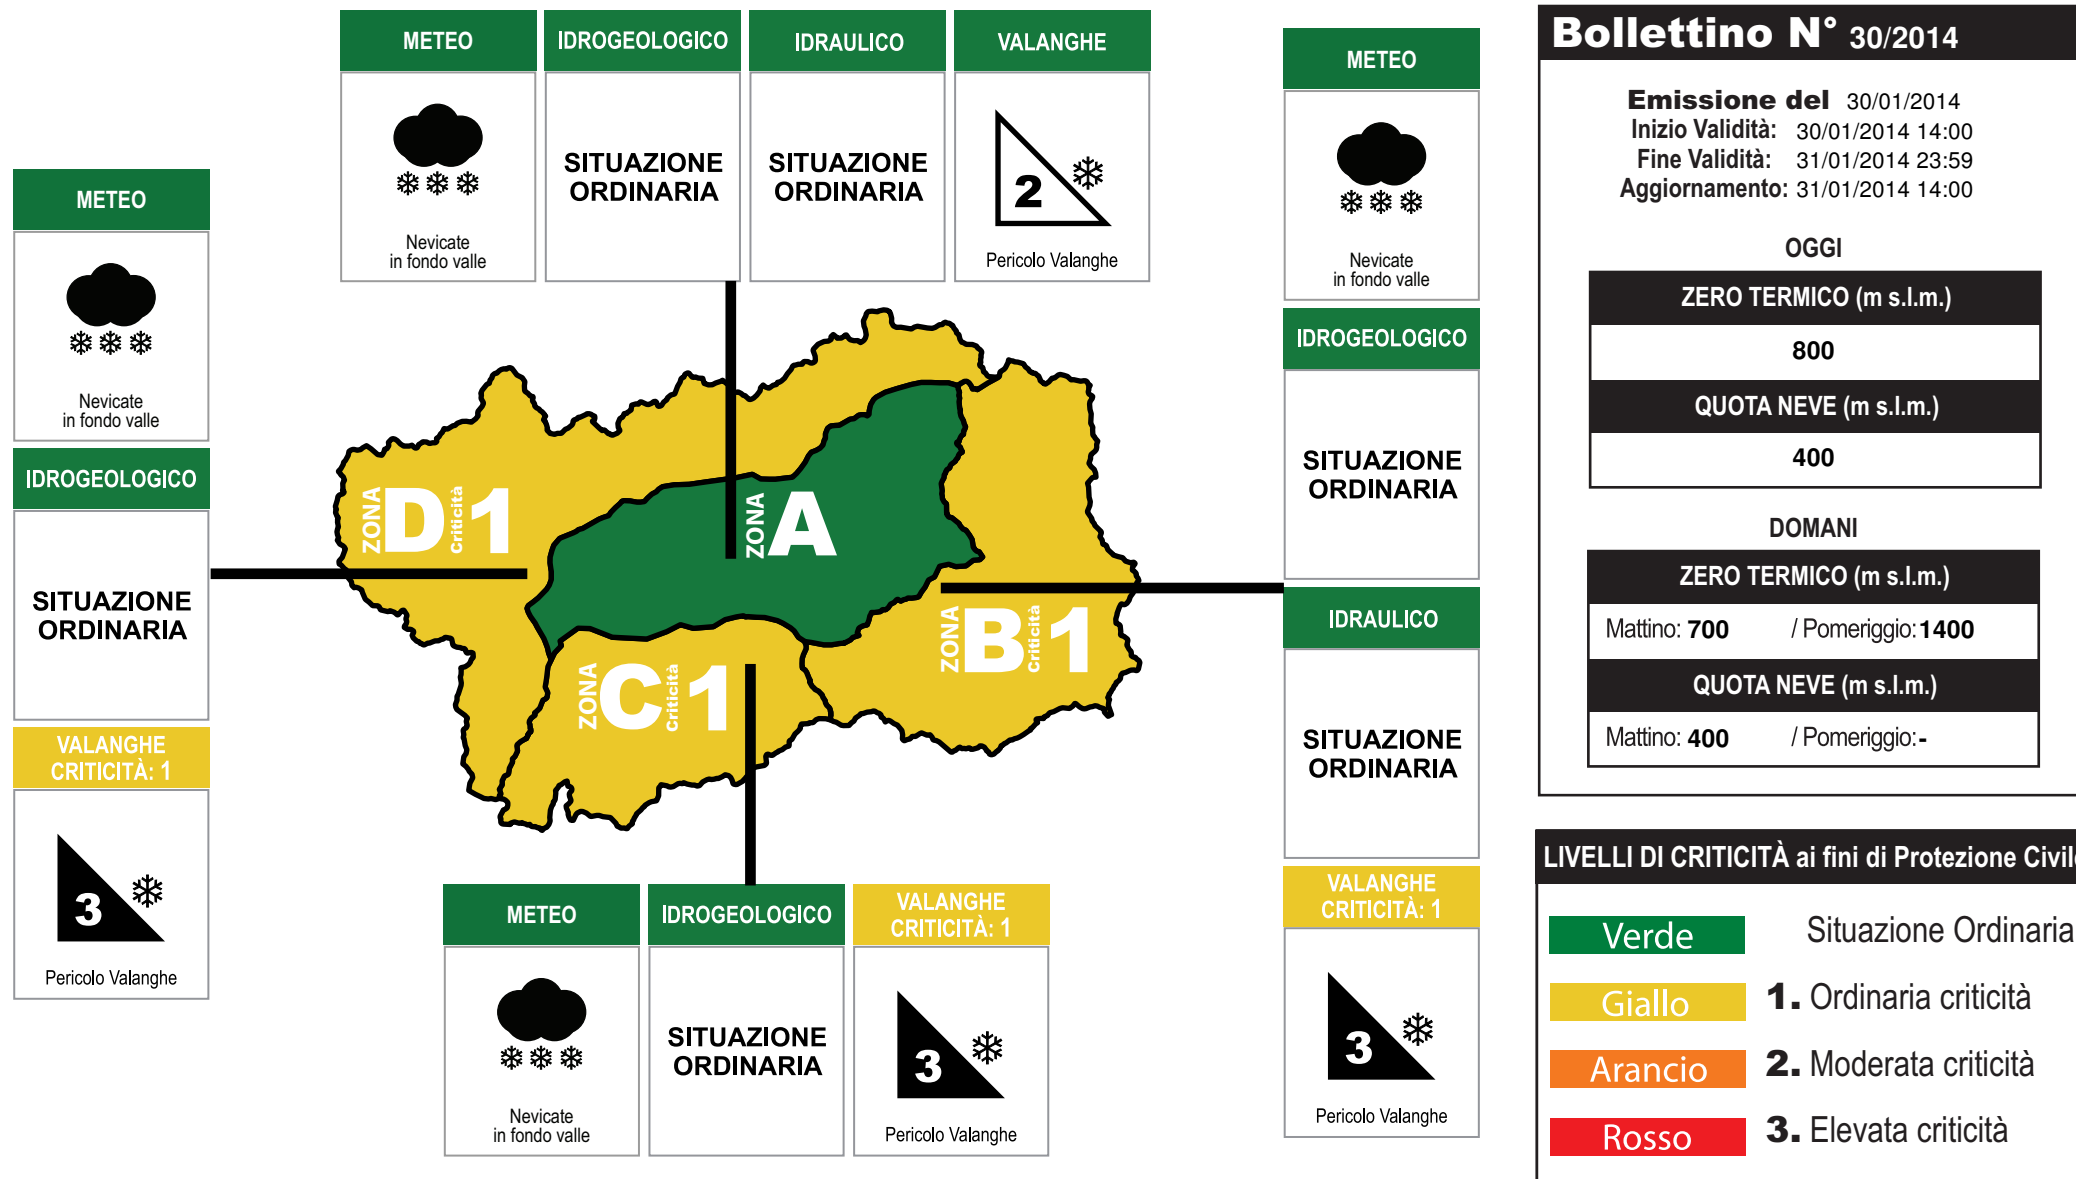 METEO
IDROGEOLOGICO
IDRAULICO
VALANGHE
Nevicate
in fondo valle
SITUAZIONE
ORDINARIA
SITUAZIONE
ORDINARIA
2
Pericolo Valanghe
METEO
Nevicate
in fondo valle
IDROGEOLOGICO
SITUAZIONE
ORDINARIA
VALANGHE
CRITICITÀ: 1
3
Pericolo Valanghe
ZONA D Criticità 1
ZONA A
ZONA B Criticità 1
ZONA C Criticità 1
METEO
IDROGEOLOGICO
VALANGHE
CRITICITÀ: 1
Nevicate
in fondo valle
SITUAZIONE
ORDINARIA
3
Pericolo Valanghe
METEO
Nevicate
in fondo valle
IDROGEOLOGICO
SITUAZIONE
ORDINARIA
IDRAULICO
SITUAZIONE
ORDINARIA
VALANGHE
CRITICITÀ: 1
3
Pericolo Valanghe
Bollettino N° 30/2014
Emissione del 30/01/2014
Inizio Validità: 30/01/2014 14:00
Fine Validità: 31/01/2014 23:59
Aggiornamento: 31/01/2014 14:00
OGGI
ZERO TERMICO (m s.l.m.)
800
QUOTA NEVE (m s.l.m.)
400
DOMANI
ZERO TERMICO (m s.l.m.)
Mattino: 700 / Pomeriggio: 1400
QUOTA NEVE (m s.l.m.)
Mattino: 400 / Pomeriggio: -
LIVELLI DI CRITICITÀ ai fini di Protezione Civile
Verde Situazione Ordinaria
Giallo 1. Ordinaria criticità
Arancio 2. Moderata criticità
Rosso 3. Elevata criticità